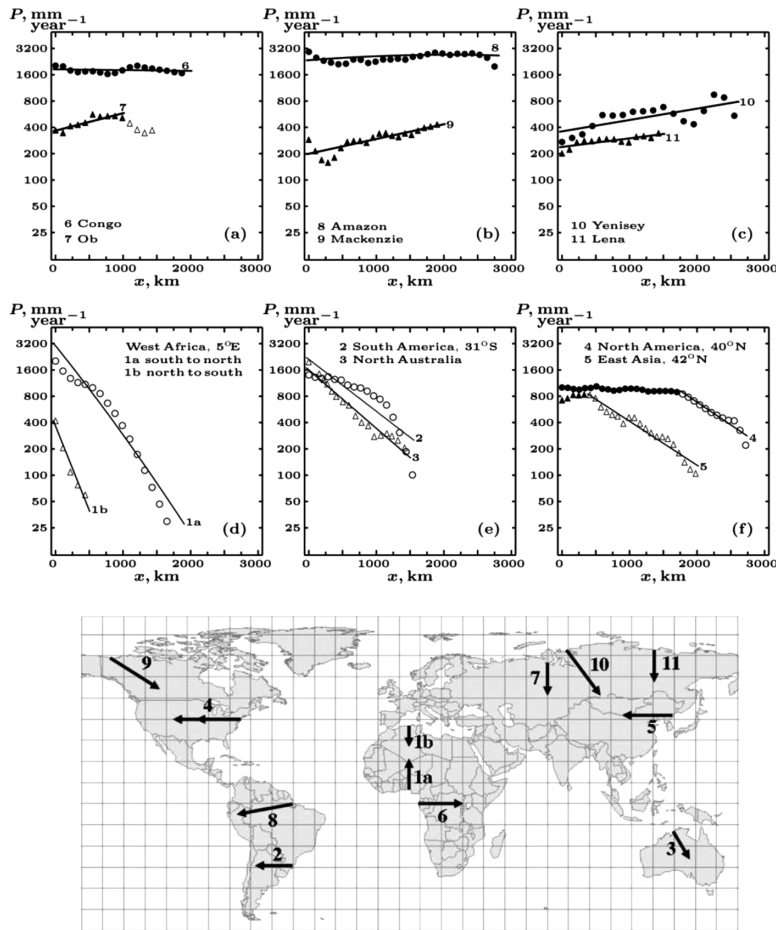 P, mm year−1
3200
1600
800
400
200
100
50
25
6
7
6 Congo
7 Ob
(a)
0 1000 2000 3000
x, km
P, mm year−1
3200
1600
800
400
200
100
50
25
8
9
8 Amazon
9 Mackenzie
(b)
0 1000 2000 3000
x, km
P, mm year−1
3200
1600
800
400
200
100
50
25
10
11
10 Yenisey
11 Lena
(c)
0 1000 2000 3000
x, km
P, mm year−1
3200
1600
800
400
200
100
50
25
West Africa, 5°E
1a south to north
1b north to south
1b
1a
(d)
0 1000 2000 3000
x, km
P, mm year−1
3200
1600
800
400
200
100
50
25
2 South America, 31°S
3 North Australia
2
3
(e)
0 1000 2000 3000
x, km
P, mm year−1
3200
1600
800
400
200
100
50
25
4 North America, 40°N
5 East Asia, 42°N
4
5
(f)
0 1000 2000 3000
x, km
9
10
11
7
4
5
1b
1a
6
8
3
2